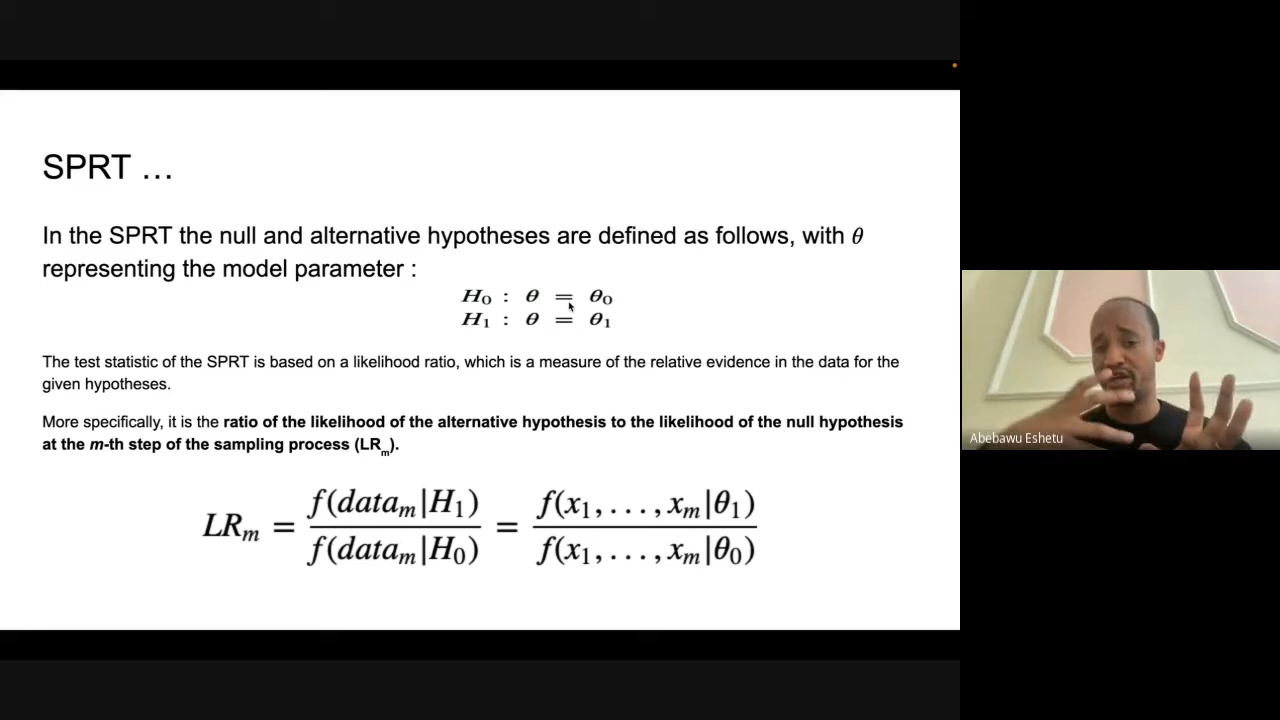 SPRT …
In the SPRT the null and alternative hypotheses are defined as follows, with θ
representing the model parameter :
H₀ : θ = θ₀
H₁ : θ = θ₁
The test statistic of the SPRT is based on a likelihood ratio, which is a measure of the relative evidence in the data for the
given hypotheses.
More specifically, it is the ratio of the likelihood of the alternative hypothesis to the likelihood of the null hypothesis
at the m-th step of the sampling process (LRₘ).
LRₘ = f(dataₘ|H₁) / f(dataₘ|H₀) = f(x₁, . . . , xₘ|θ₁) / f(x₁, . . . , xₘ|θ₀)
Abebawu Eshetu